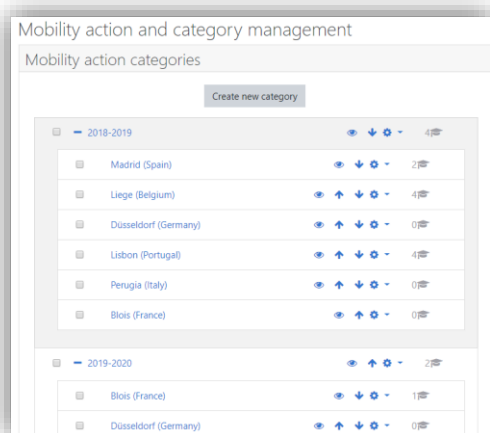 Mobility action and category management
Mobility action categories
Create new category
2018-2019 4
Madrid (Spain) 2
Liege (Belgium) 4
Düsseldorf (Germany) 0
Lisbon (Portugal) 4
Perugia (Italy) 0
Blois (France) 0
2019-2020 2
Blois (France) 1
Düsseldorf (Germany) 0